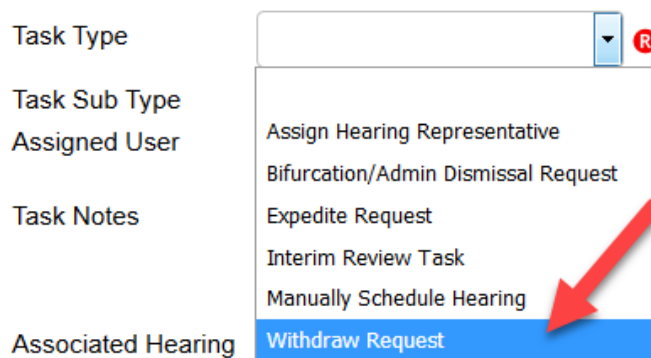 Task Type
R
Task Sub Type
Assign Hearing Representative
Assigned User
Bifurcation/Admin Dismissal Request
Task Notes
Expedite Request
Interim Review Task
Manually Schedule Hearing
Associated Hearing
Withdraw Request